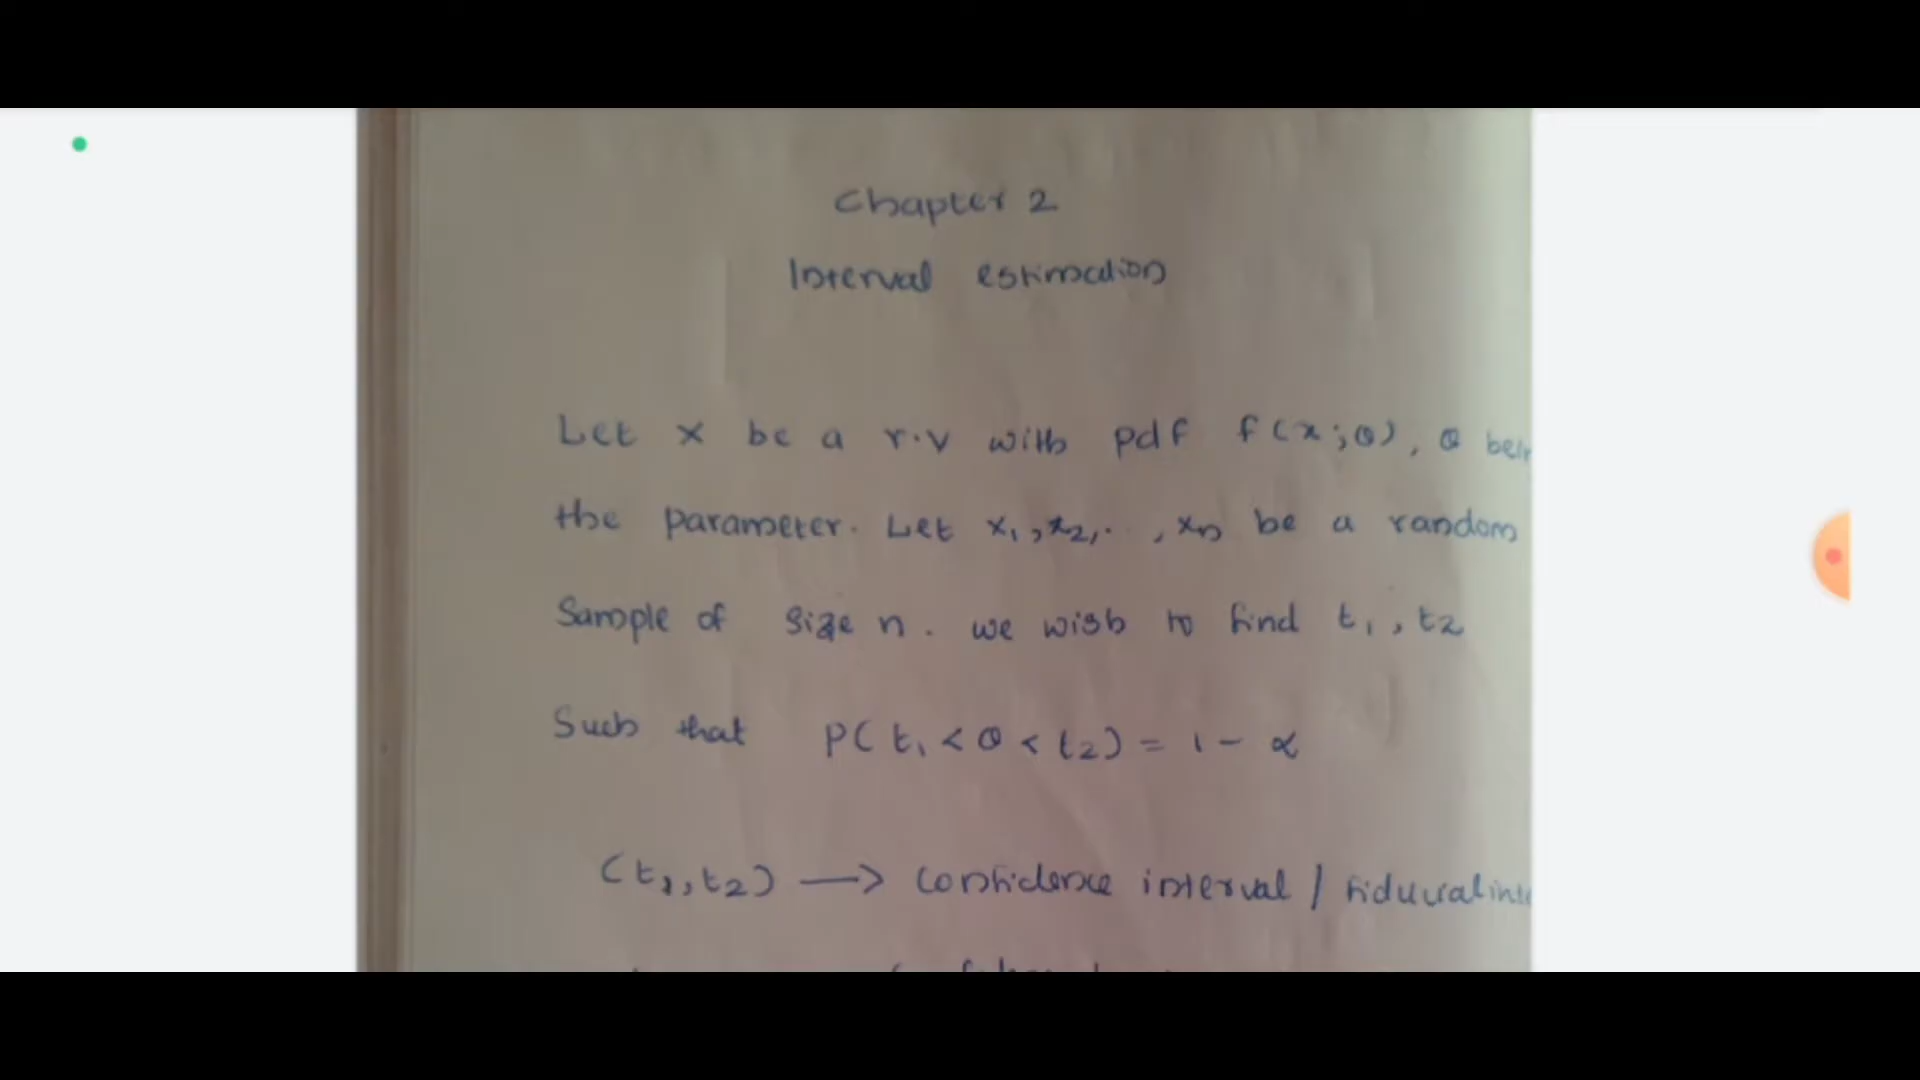 Chapter 2
Interval estimation
Let x be a r.v with pdf f(x;θ), θ bein
the parameter. Let x₁,x₂,..,xn be a random
Sample of size n. we wish to find t₁, t₂
Such that P(t₁<θ<t₂) = 1 - α
(t₁,t₂) → Confidence interval / fiducial inte